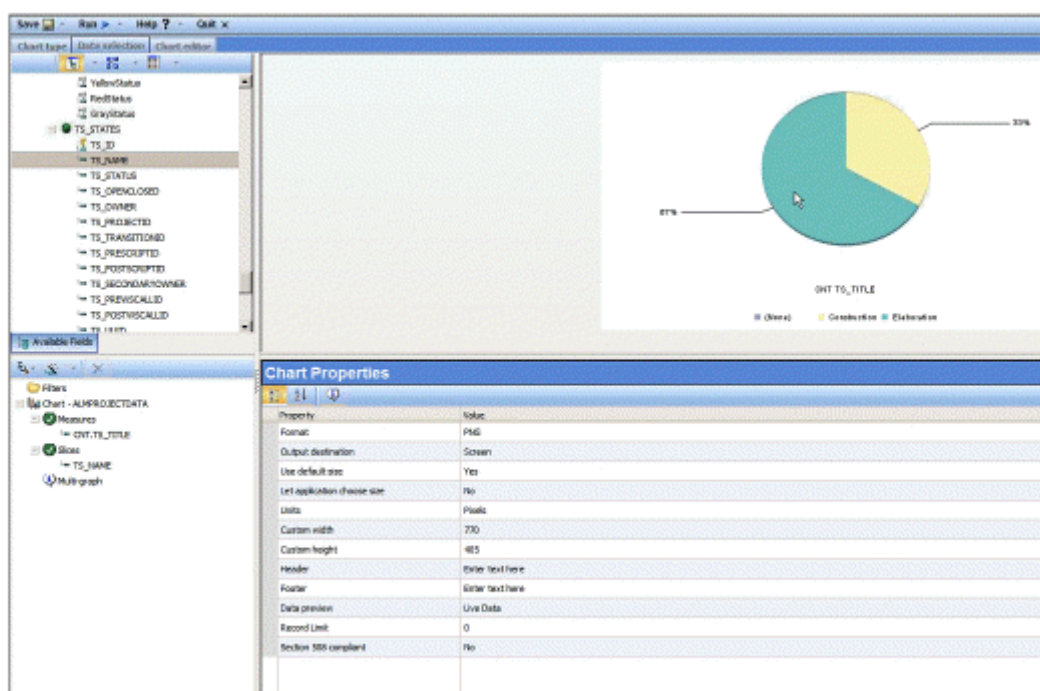 Save - Run - Help ? - Quit x
Chart type Data selection Chart editor
YellowStatus
RedStatus
GrayStatus
TS_STATES
TS_ID
TS_NAME
TS_STATUS
TS_OPENCLOSED
TS_OWNER
TS_PROJECTID
TS_TRANSITIONID
TS_PRESCRIPTID
TS_POSTSCRIPTID
TS_SECONDARYOWNER
TS_PREVISCALLID
TS_POSTVISCALLID
TS_UUID
Available Fields
33%
67%
CNT TS_TITLE
(None) Construction Elaboration
Filters
Chart - ALMPROJECTDATA
Measures
CNT.TS_TITLE
Slices
TS_NAME
Multi-graph
Chart Properties
Property Value
Format PNG
Output destination Screen
Use default size Yes
Let application choose size No
Units Pixels
Custom width 770
Custom height 405
Header Enter text here
Footer Enter text here
Data preview Live Data
Record Limit 0
Section 508 compliant No